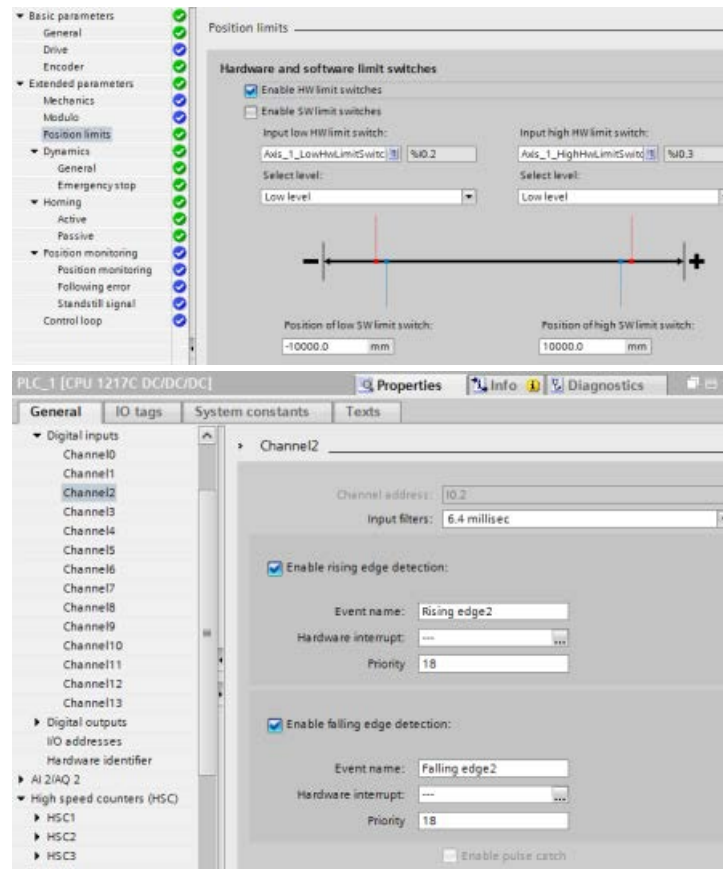 Basic parameters
General
Drive
Encoder
Extended parameters
Mechanics
Modulo
Position limits
Dynamics
General
Emergency stop
Homing
Active
Passive
Position monitoring
Position monitoring
Following error
Standstill signal
Control loop
Position limits
Hardware and software limit switches
Enable HW limit switches
Enable SW limit switches
Input low HW limit switch: Input high HW limit switch:
Axis_1_LowHwLimitSwitc %I0.2 Axis_1_HighHwLimitSwitc %I0.3
Select level: Select level:
Low level Low level
− +
Position of low SW limit switch: Position of high SW limit switch:
-10000.0 mm 10000.0 mm
PLC_1 [CPU 1217C DC/DC/DC] Properties Info Diagnostics
General IO tags System constants Texts
Digital inputs
Channel0
Channel1
Channel2
Channel3
Channel4
Channel5
Channel6
Channel7
Channel8
Channel9
Channel10
Channel11
Channel12
Channel13
Digital outputs
I/O addresses
Hardware identifier
AI 2/AQ 2
High speed counters (HSC)
HSC1
HSC2
HSC3
Channel2
Channel address: I0.2
Input filters: 6.4 millisec
Enable rising edge detection:
Event name: Rising edge2
Hardware interrupt: --- ...
Priority 18
Enable falling edge detection:
Event name: Falling edge2
Hardware interrupt: --- ...
Priority 18
Enable pulse catch